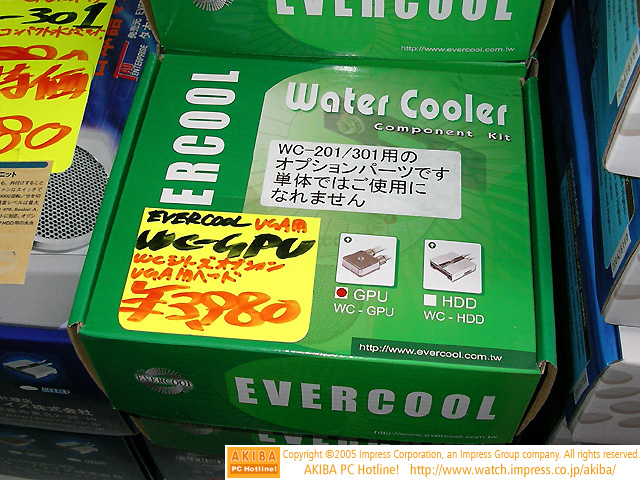 EVERCOOL
http://www.evercool.com.tw
-301
特価
80
EVERCOOL
Water Cooler
Component Kit
WC-201/301用の
オプションパーツです
単体ではご使用に
なれません
EVERCOOL VGA用
WC-GPU
WCシリーズオプション
VGA用ヘッド
¥3,980
GPU
WC - GPU
HDD
WC - HDD
http://www.evercool.com.tw
EVERCOOL
EVERCOOL
AKIBA
PC Hotline!
Copyright ©2005 Impress Corporation, an Impress Group company. All rights reserved.
AKIBA PC Hotline! http://www.watch.impress.co.jp/akiba/